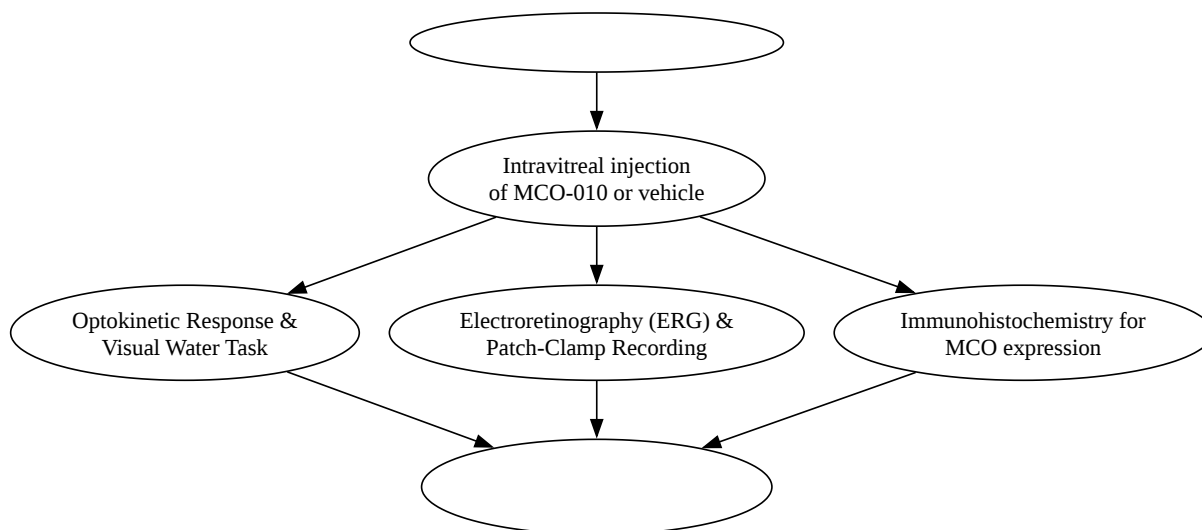 Intravitreal injection
of MCO-010 or vehicle
Optokinetic Response &
Visual Water Task
Electroretinography (ERG) &
Patch-Clamp Recording
Immunohistochemistry for
MCO expression